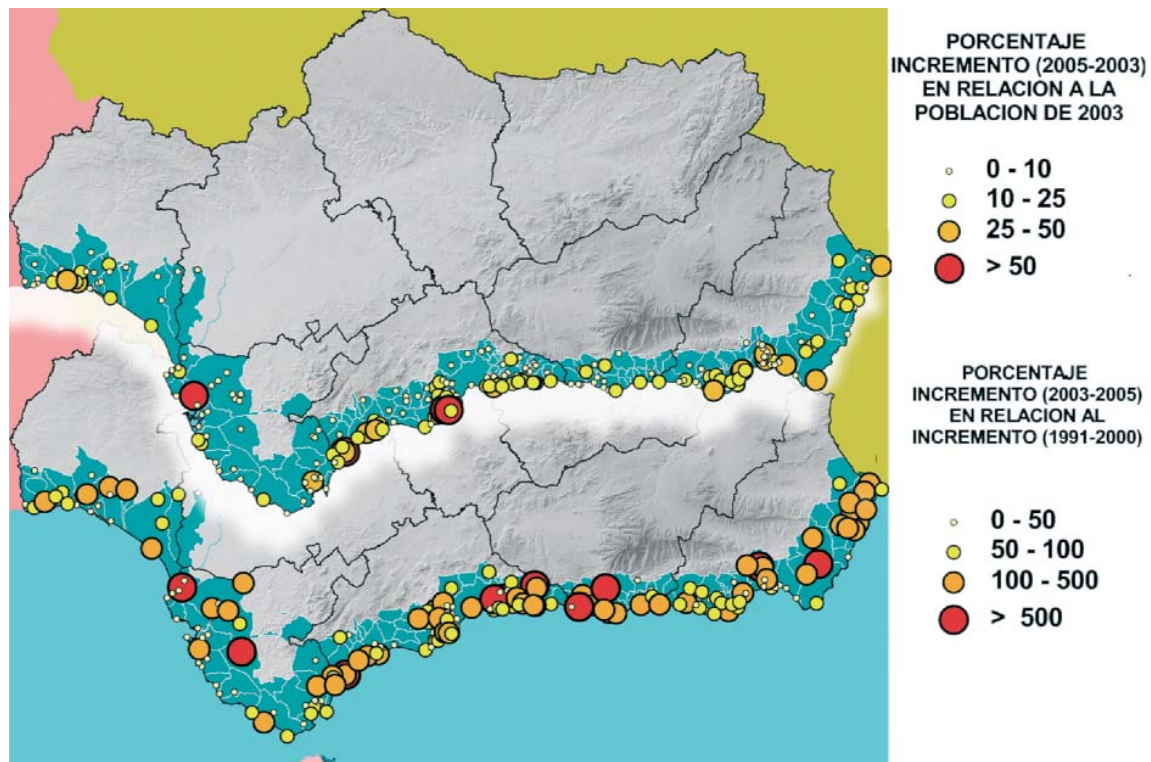 PORCENTAJE
INCREMENTO (2005-2003)
EN RELACION A LA
POBLACION DE 2003
0 - 10
10 - 25
25 - 50
> 50
PORCENTAJE
INCREMENTO (2003-2005)
EN RELACION AL
INCREMENTO (1991-2000)
0 - 50
50 - 100
100 - 500
> 500